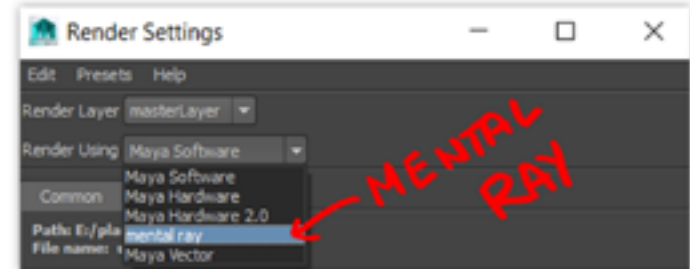 Render Settings
Edit Presets Help
Render Layer masterLayer
Render Using Maya Software
Maya Software
Common
Maya Hardware
Maya Hardware 2.0
Path: E:/pla
mental ray
File name:
Maya Vector
MENTAL
RAY